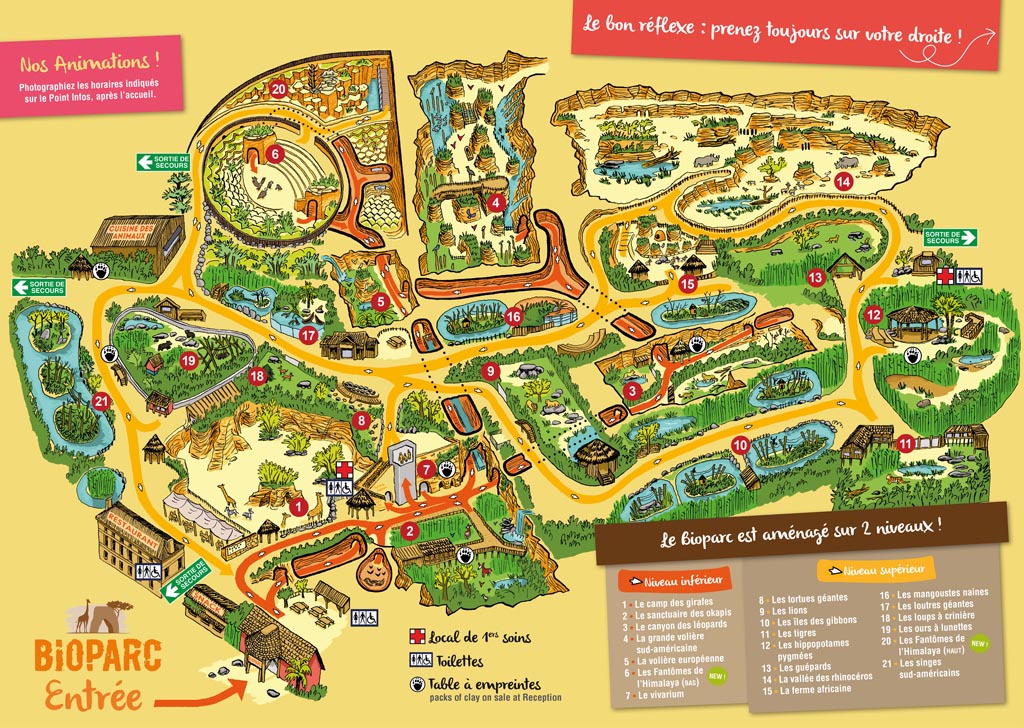 Le bon réflexe : prenez toujours sur votre droite !
Nos Animations !
Photographiez les horaires indiqués
sur le Point Infos, après l'accueil.
20
SORTIE DE
SECOURS
6
14
4
CUISINE DES
ANIMAUX
SORTIE DE
SECOURS
SORTIE DE
SECOURS
13
15
5
16
12
17
19
9
18
3
21
8
10
11
7
1
2
RESTAURANT
SORTIE DE
SECOURS
SNACK
BiOPARC
Entrée
Local de 1ers soins
Toilettes
Table à empreintes
packs of clay on sale at Reception
Le Bioparc est aménagé sur 2 niveaux !
Niveau inférieur
1 • Le camp des girafes
2 • Le sanctuaire des okapis
3 • Le canyon des léopards
4 • La grande volière
sud-américaine
5 • La volière européenne
6 • Les Fantômes de
l'Himalaya (BAS)
NEW !
7 • Le vivarium
Niveau supérieur
8 • Les tortues géantes
9 • Les lions
10 • Les îles des gibbons
11 • Les tigres
12 • Les hippopotames
pygmées
13 • Les guépards
14 • La vallée des rhinocéros
15 • La ferme africaine
16 • Les mangoustes naines
17 • Les loutres géantes
18 • Les loups à crinière
19 • Les ours à lunettes
20 • Les Fantômes de
l'Himalaya (HAUT)
NEW !
21 • Les singes
sud-américains